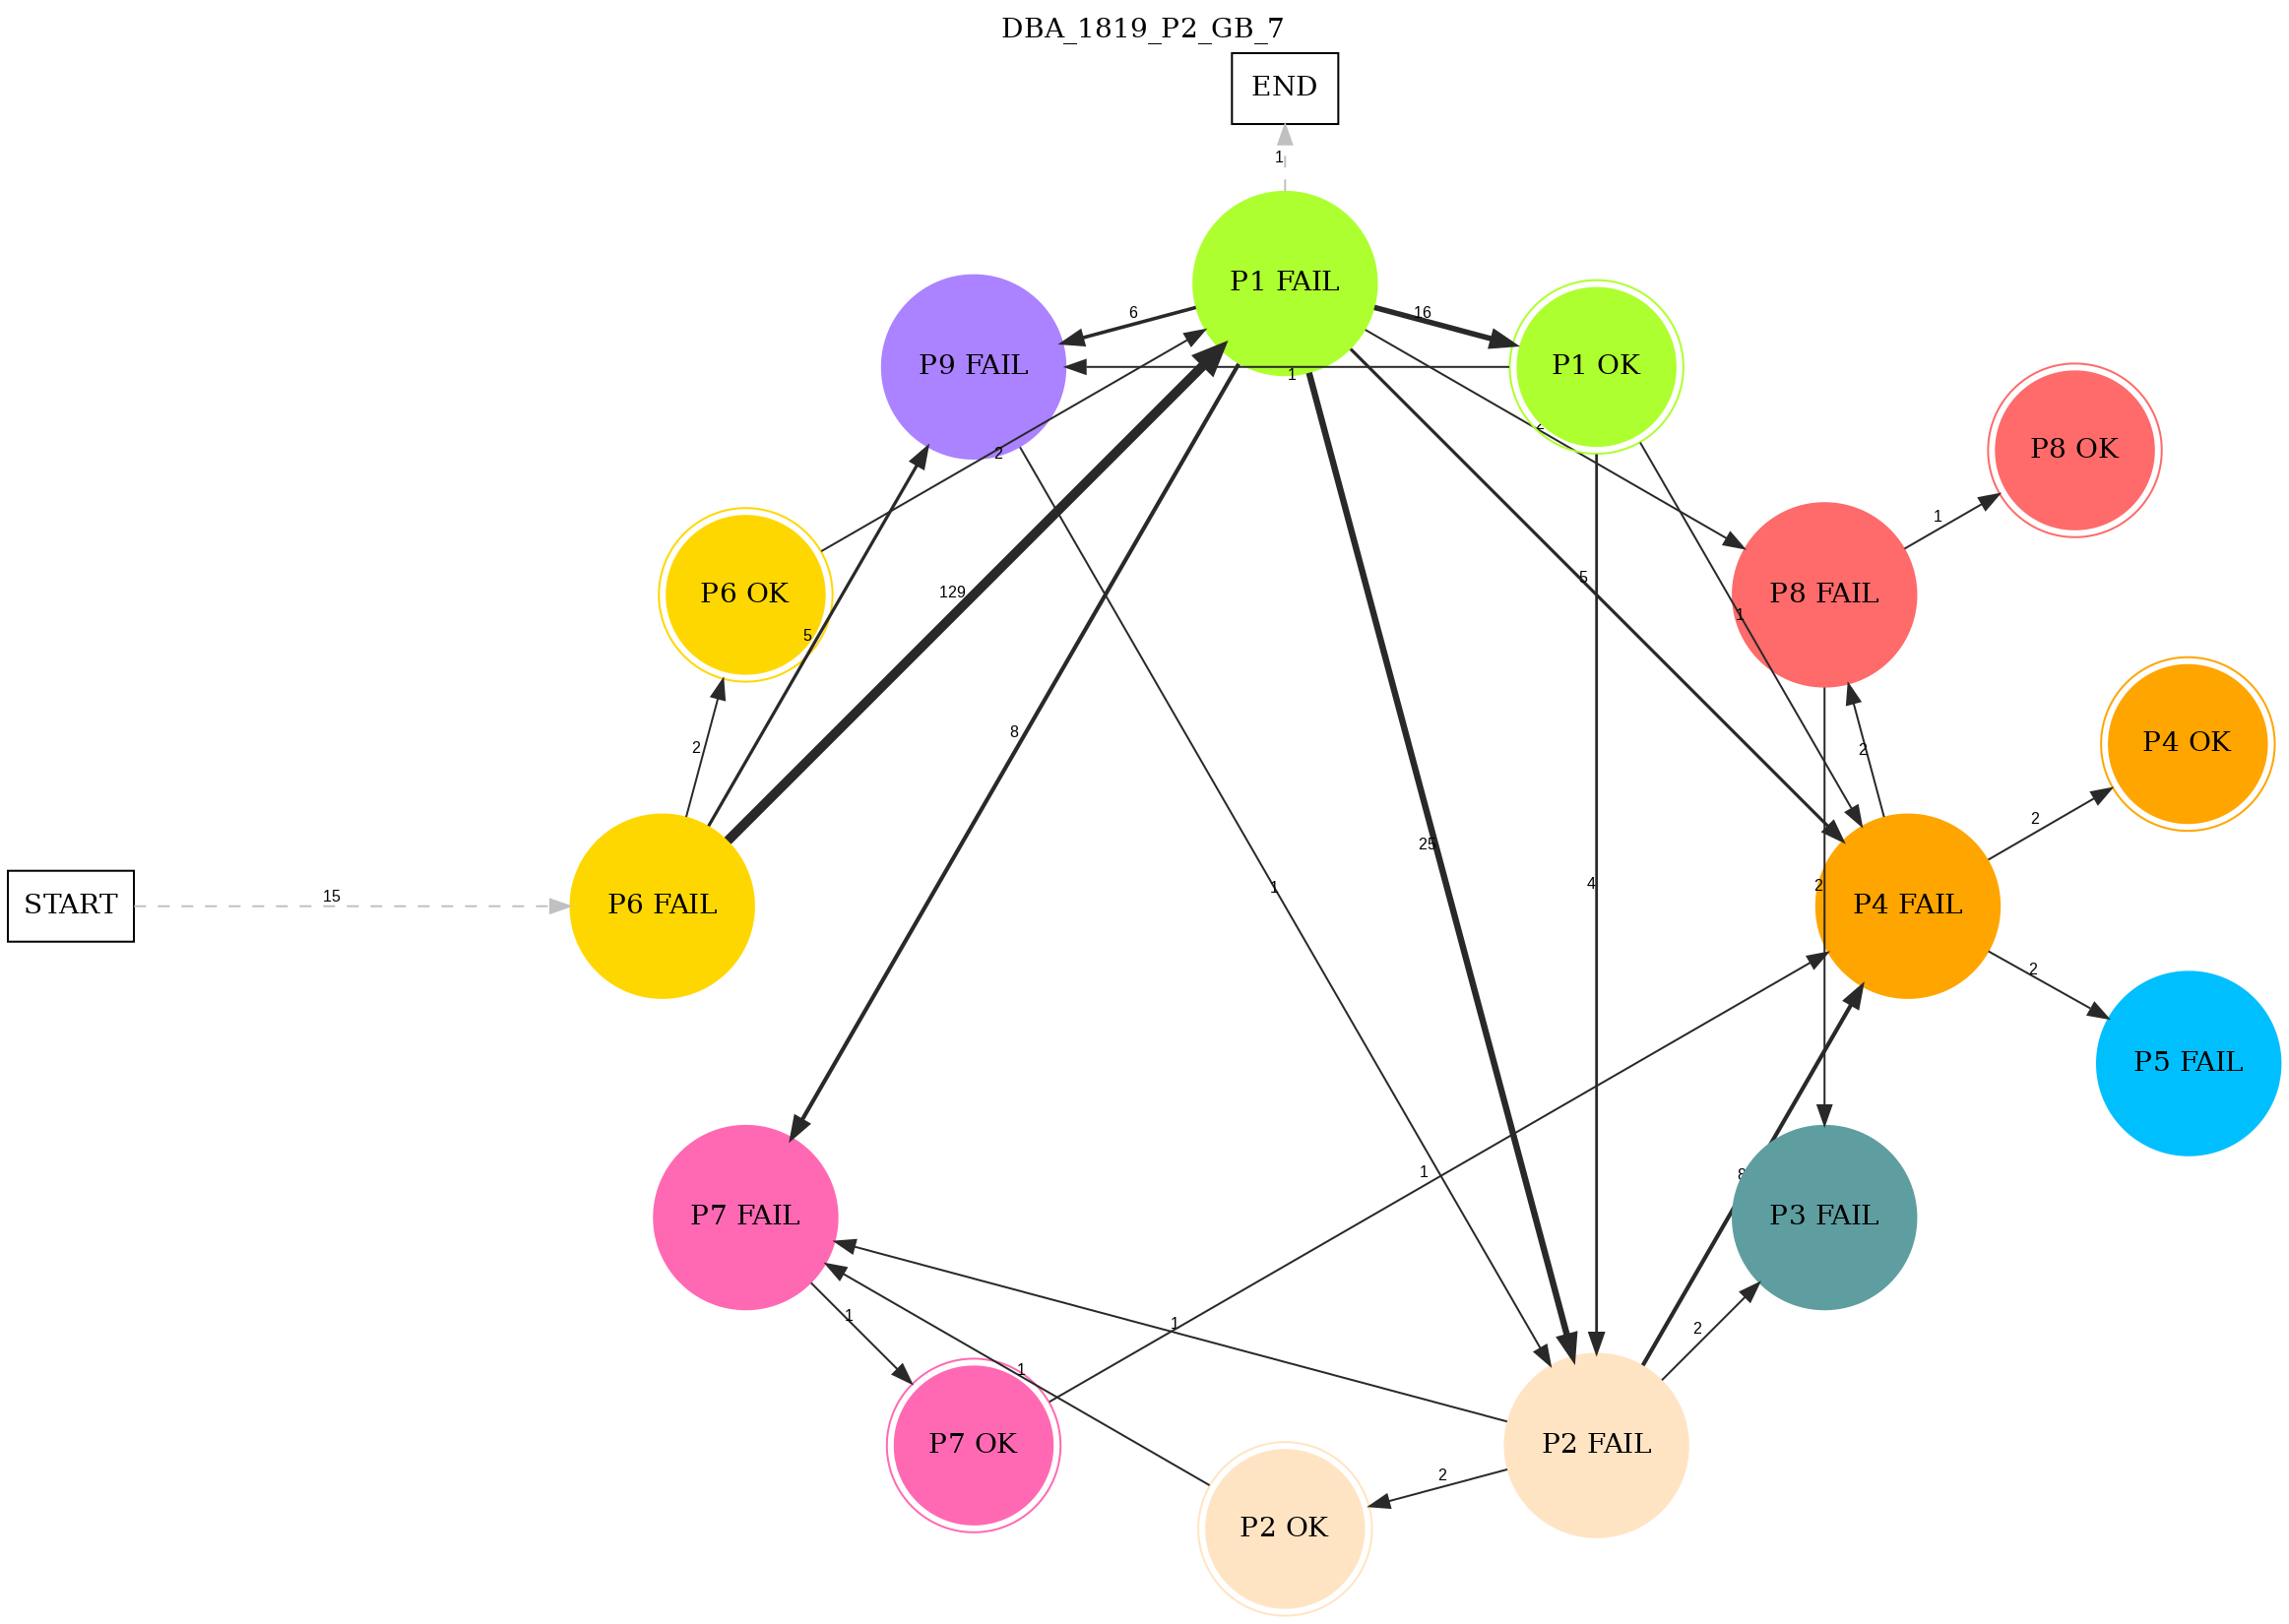 DBA_1819_P2_GB_7
END
1
P1 FAIL
6
16
P9 FAIL
P1 OK
1
2
P8 OK
2
1
5
129
P6 OK
P8 FAIL
5
1
8
2
2
P4 OK
2
25
1
4
2
15
START
P6 FAIL
P4 FAIL
2
P5 FAIL
1
8
P7 FAIL
P3 FAIL
1
1
2
1
P7 OK
P2 FAIL
2
P2 OK